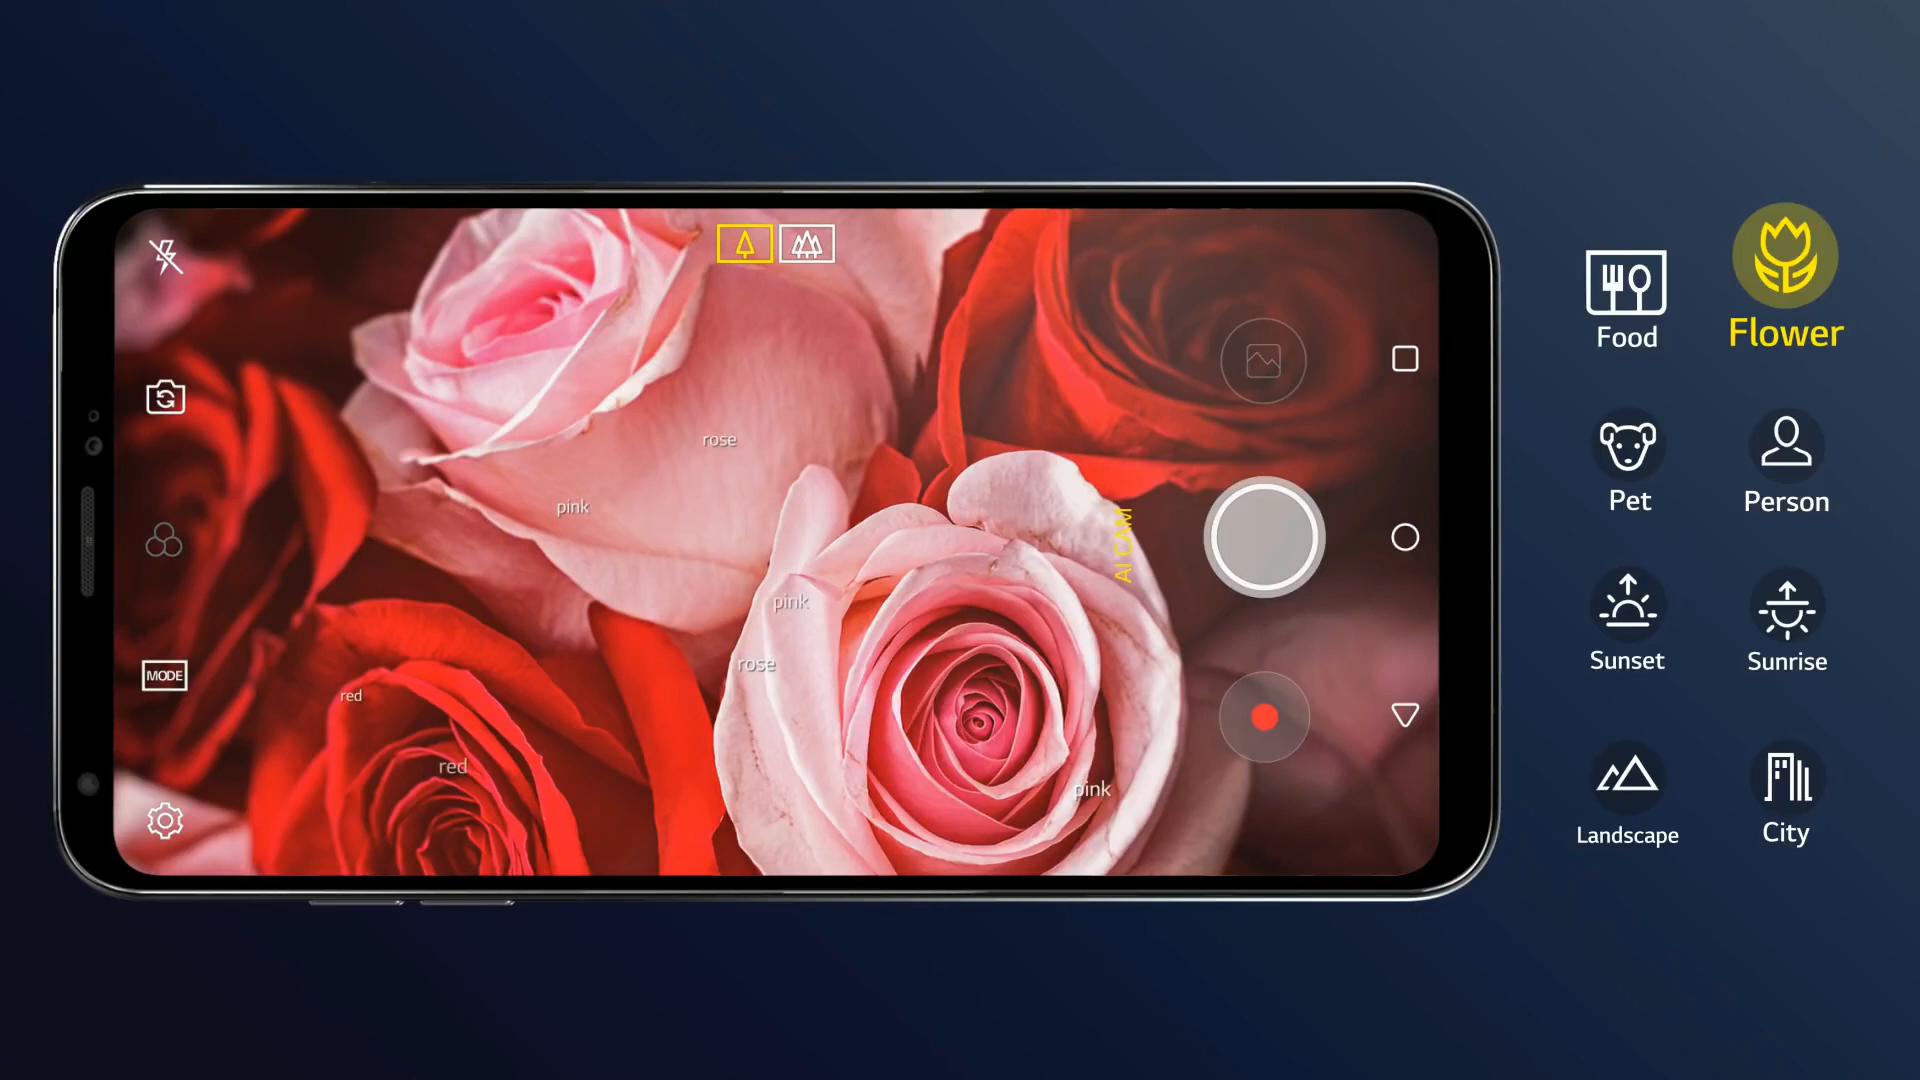 rose
pink
AI CAM
pink
rose
MODE
red
red
pink
Food
Flower
Pet
Person
Sunset
Sunrise
Landscape
City